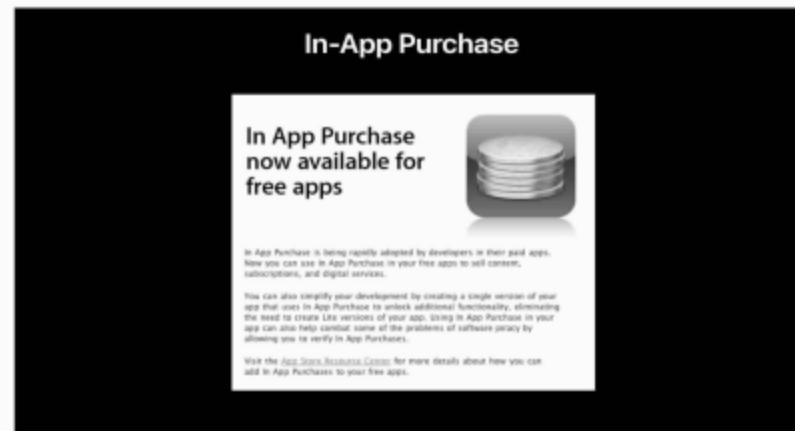 In-App Purchase
In App Purchase
now available for
free apps
In App Purchase is being rapidly adopted by developers in their paid apps.
Now you can use In App Purchase in your free apps to sell content,
subscriptions, and digital services.
You can also simplify your development by creating a single version of your
app that uses In App Purchase to unlock additional functionality, eliminating
the need to create Lite versions of your app. Using In App Purchase in your
app can also help combat some of the problems of software piracy by
allowing you to verify In App Purchases.
Visit the App Store Resource Center for more details about how you can
add In App Purchases to your free apps.